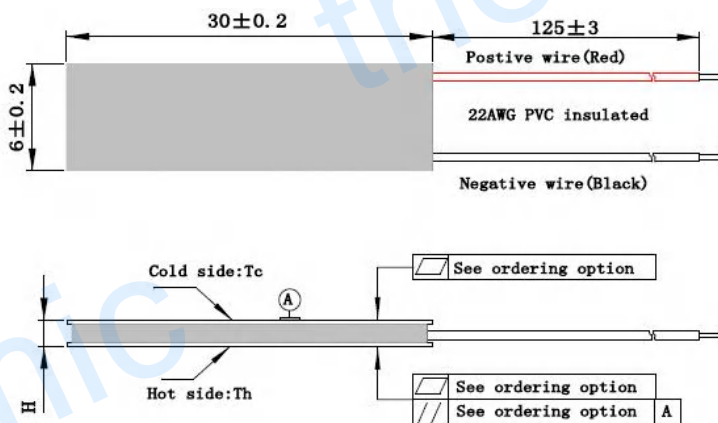 30±0.2
125±3
Postive wire(Red)
6±0.2
22AWG PVC insulated
Negative wire(Black)
Cold side:Tc
A
See ordering option
H
Hot side:Th
See ordering option
See ordering option A